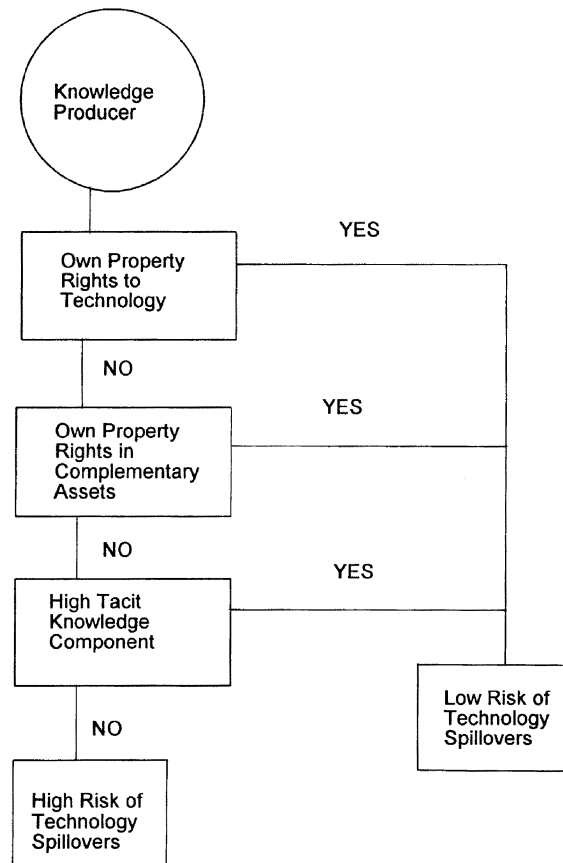 Knowledge
Producer
YES
Own Property
Rights to
Technology
NO
YES
Own Property
Rights in
Complementary
Assets
NO
YES
High Tacit
Knowledge
Component
Low Risk of
Technology
Spillovers
NO
High Risk of
Technology
Spillovers